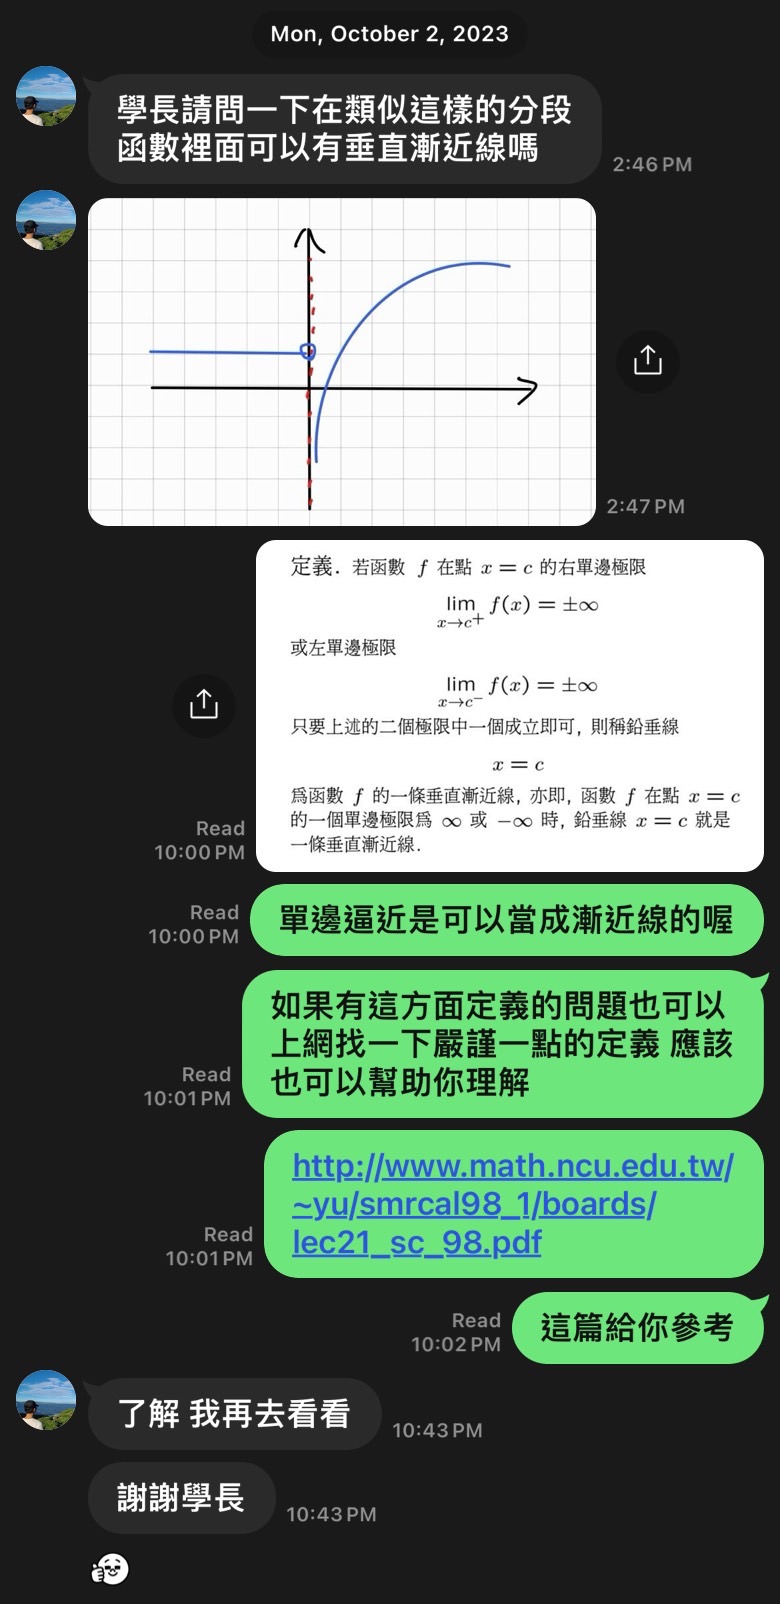 Mon, October 2, 2023
學長請問一下在類似這樣的分段
函數裡面可以有垂直漸近線嗎
2:46 PM
2:47 PM
定義. 若函數 f 在點 x = c 的右單邊極限
lim f(x) = ±∞
x→c+
或左單邊極限
lim f(x) = ±∞
x→c−
只要上述的二個極限中一個成立即可, 則稱鉛垂線
x = c
爲函數 f 的一條垂直漸近線, 亦即, 函數 f 在點 x = c
的一個單邊極限爲 ∞ 或 −∞ 時, 鉛垂線 x = c 就是
一條垂直漸近線.
Read
10:00 PM
單邊逼近是可以當成漸近線的喔
Read
10:00 PM
如果有這方面定義的問題也可以
上網找一下嚴謹一點的定義 應該
也可以幫助你理解
Read
10:01 PM
http://www.math.ncu.edu.tw/
~yu/smrcal98_1/boards/
lec21_sc_98.pdf
Read
10:01 PM
這篇給你參考
Read
10:02 PM
了解 我再去看看
10:43 PM
謝謝學長
10:43 PM